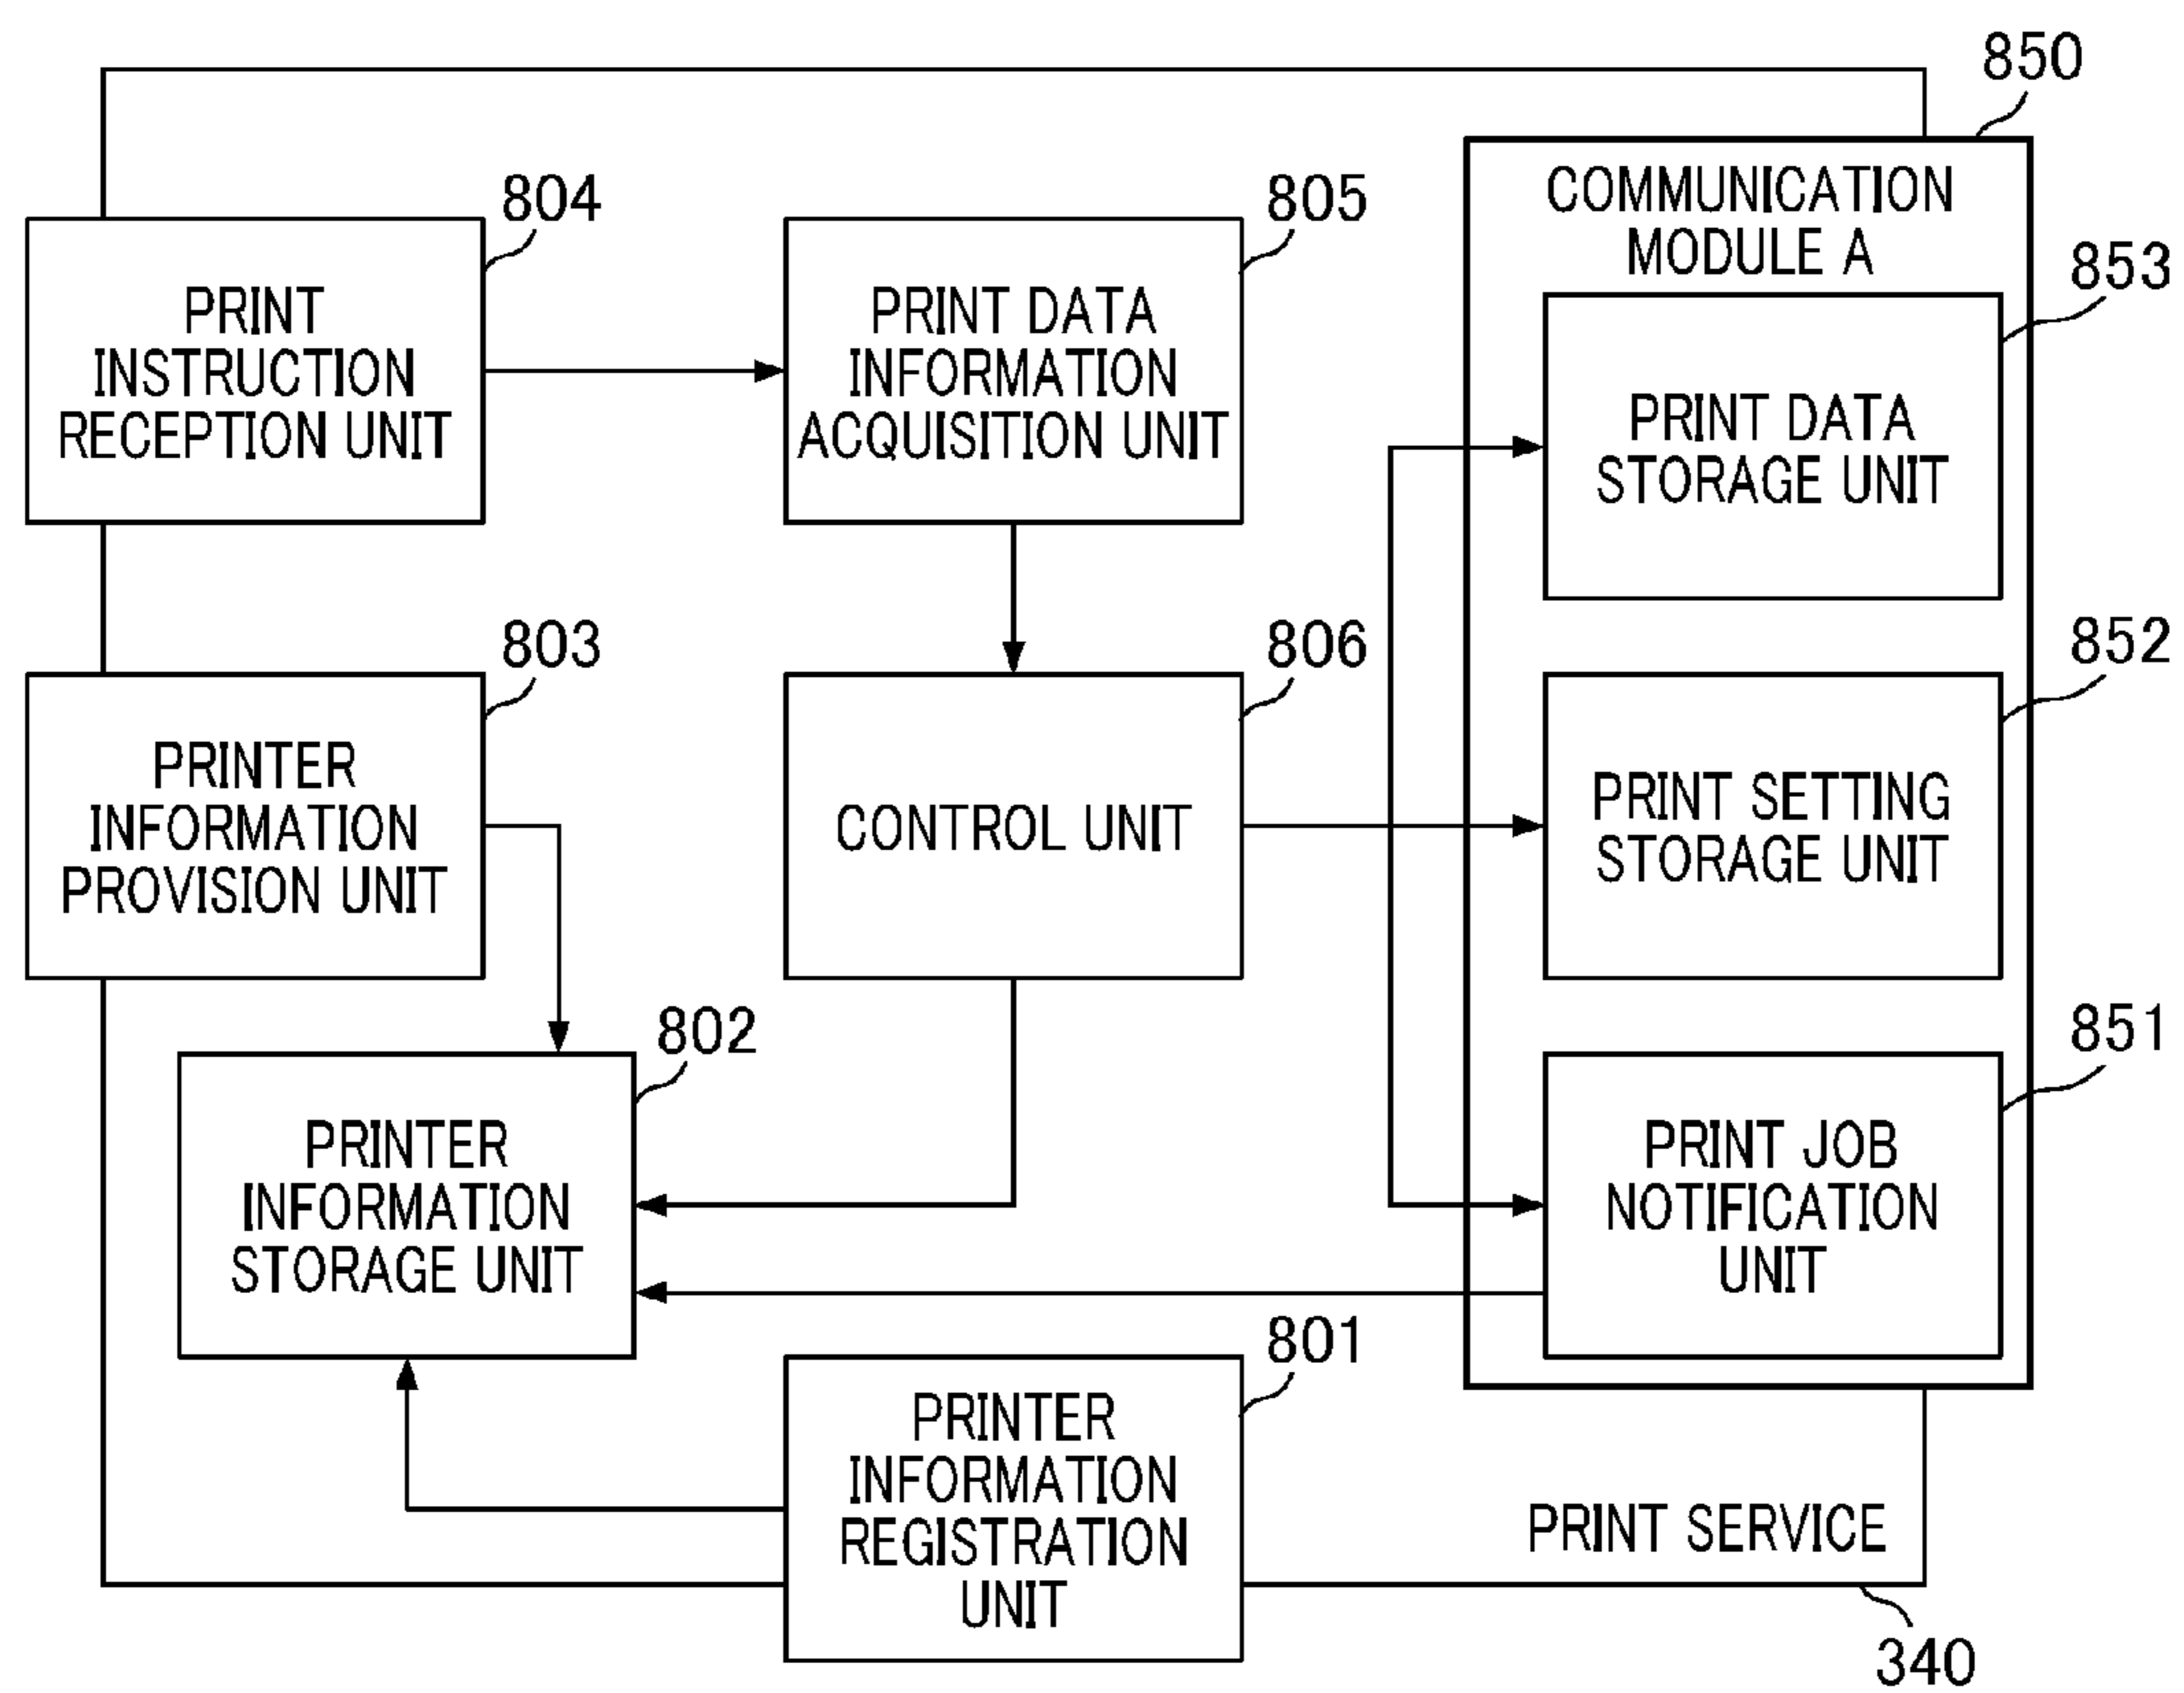 850
COMMUNICATION
MODULE A
804
PRINT
INSTRUCTION
RECEPTION UNIT
805
PRINT DATA
INFORMATION
ACQUISITION UNIT
853
PRINT DATA
STORAGE UNIT
803
PRINTER
INFORMATION
PROVISION UNIT
806
CONTROL UNIT
852
PRINT SETTING
STORAGE UNIT
802
PRINTER
INFORMATION
STORAGE UNIT
851
PRINT JOB
NOTIFICATION
UNIT
801
PRINTER
INFORMATION
REGISTRATION
UNIT
PRINT SERVICE
340